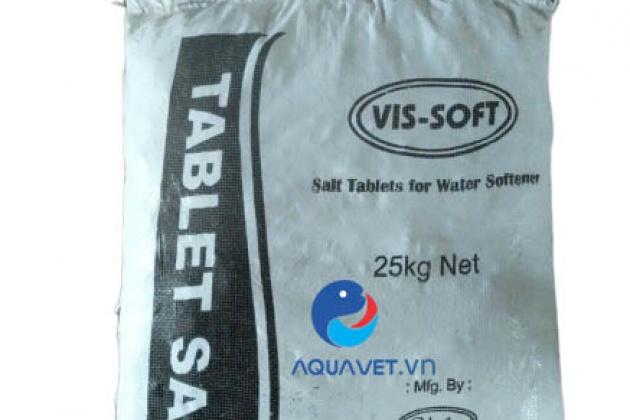 TABLET SA
VIS-SOFT
Salt Tablets for Water Softener
25kg Net
AQUAVET.VN
: Mfg. By :